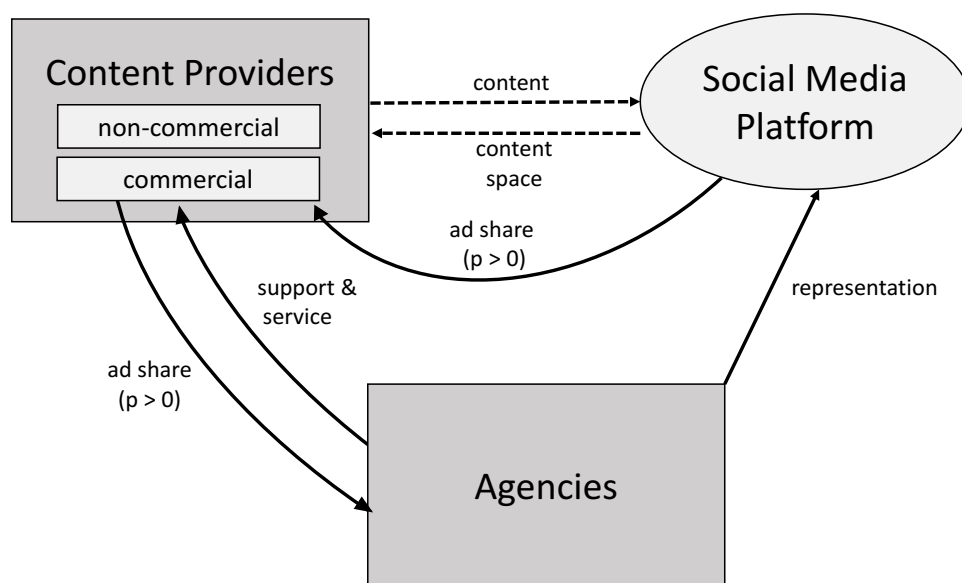 Content Providers
non-commercial
commercial
content
content
space
Social Media
Platform
ad share
(p > 0)
support &
service
representation
ad share
(p > 0)
Agencies